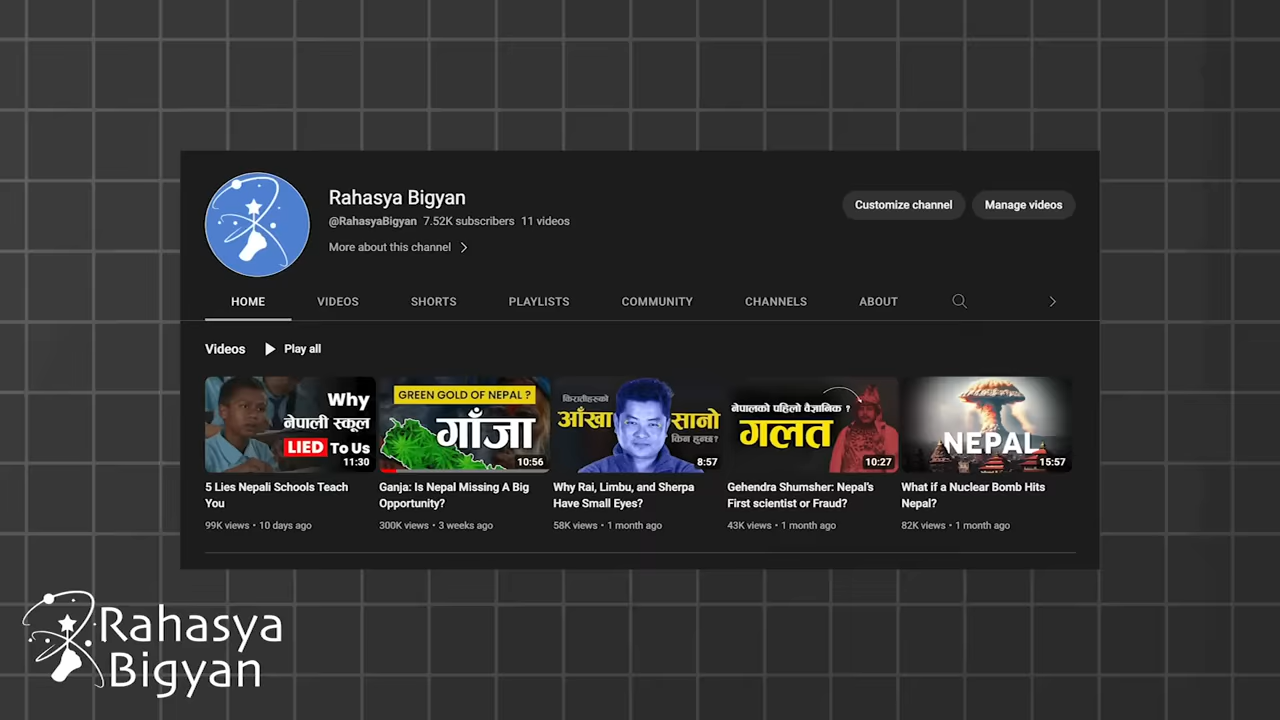 Rahasya Bigyan
@RahasyaBigyan 7.52K subscribers 11 videos
More about this channel
Customize channel
Manage videos
HOME
VIDEOS
SHORTS
PLAYLISTS
COMMUNITY
CHANNELS
ABOUT
Videos
Play all
Why
नेपाली स्कूल
LIED To Us
11:30
5 Lies Nepali Schools Teach
You
99K views • 10 days ago
GREEN GOLD OF NEPAL ?
गाँजा
10:56
Ganja: Is Nepal Missing A Big
Opportunity?
300K views • 3 weeks ago
किरातीहरुको
आँखा सानो
किन हुन्छ?
8:57
Why Rai, Limbu, and Sherpa
Have Small Eyes?
58K views • 1 month ago
नेपालको पहिलो वैज्ञानिक ?
गलत
10:27
Gehendra Shumsher: Nepal's
First scientist or Fraud?
43K views • 1 month ago
NEPAL
15:57
What if a Nuclear Bomb Hits
Nepal?
82K views • 1 month ago
Rahasya
Bigyan